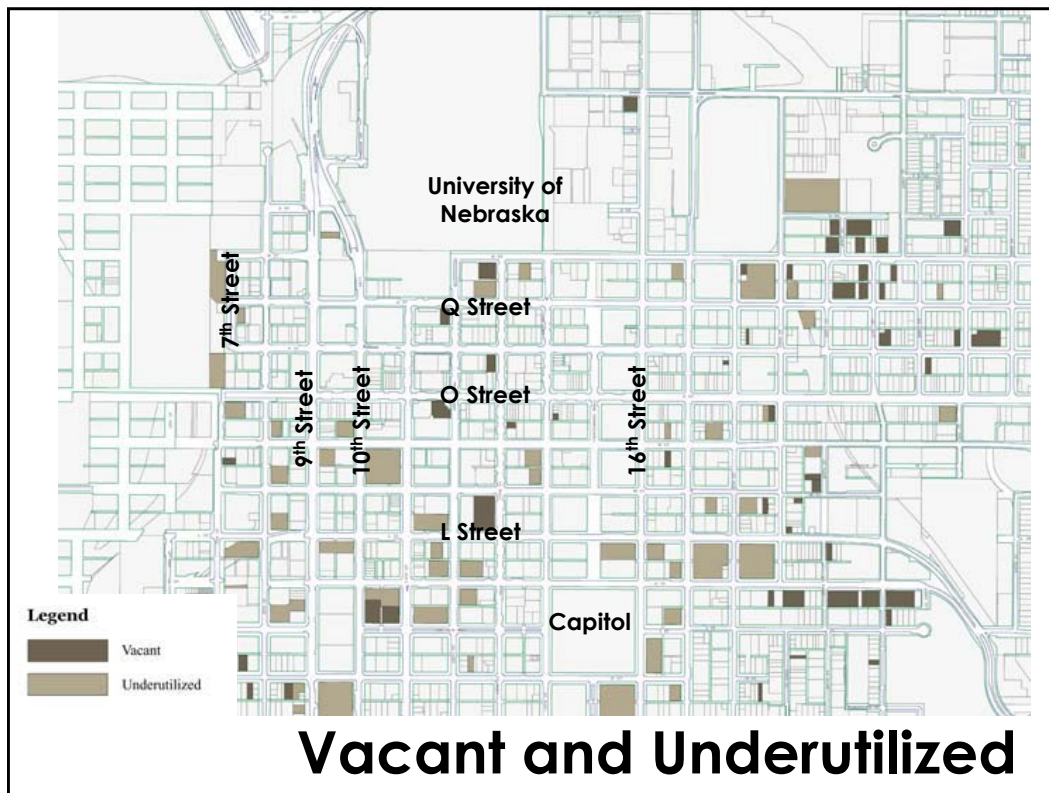 University of
Nebraska
7th Street
Q Street
O Street
9th Street
10th Street
16th Street
L Street
Capitol
Legend
Vacant
Underutilized
Vacant and Underutilized